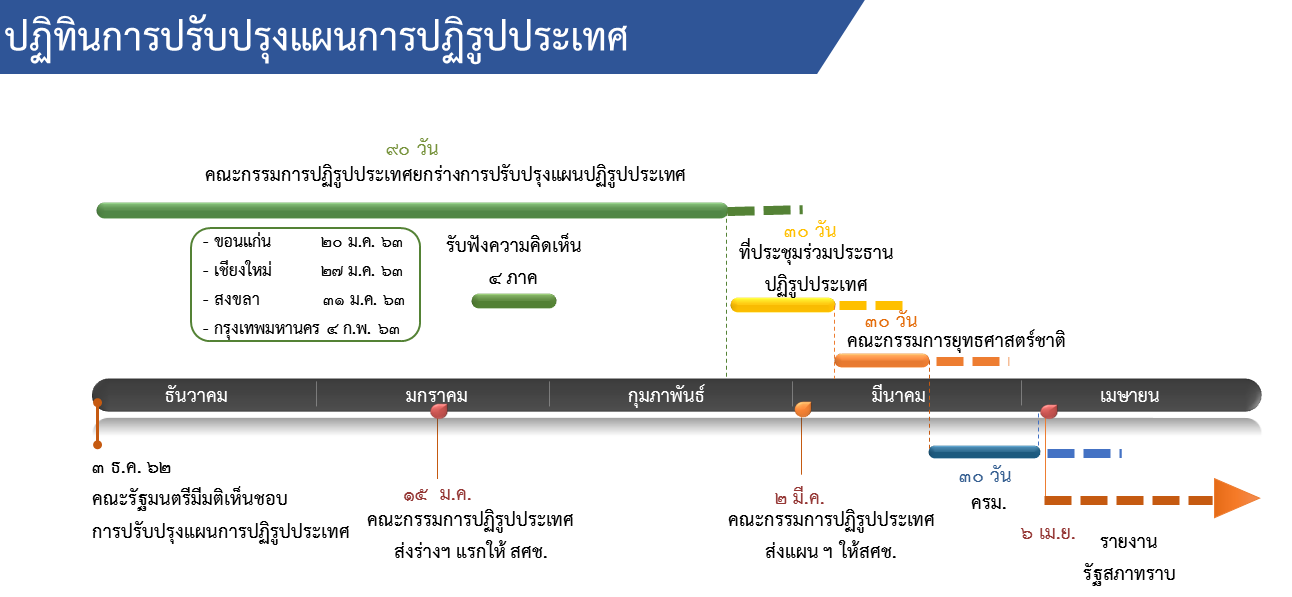 ปฏิทินการปรับปรุงแผนการปฏิรูปประเทศ
๙๐ วัน
คณะกรรมการปฏิรูปประเทศยกร่างการปรับปรุงแผนปฏิรูปประเทศ
- ขอนแก่น ๒๐ ม.ค. ๖๓
- เชียงใหม่ ๒๗ ม.ค. ๖๓
- สงขลา ๓๑ ม.ค. ๖๓
- กรุงเทพมหานคร ๔ ก.พ. ๖๓
รับฟังความคิดเห็น
๔ ภาค
๓๐ วัน
ที่ประชุมร่วมประธาน
ปฏิรูปประเทศ
๓๐ วัน
คณะกรรมการยุทธศาสตร์ชาติ
ธันวาคม มกราคม กุมภาพันธ์ มีนาคม เมษายน
๓ ธ.ค. ๖๒
คณะรัฐมนตรีมีมติเห็นชอบ
การปรับปรุงแผนการปฏิรูปประเทศ
๑๕ ม.ค.
คณะกรรมการปฏิรูปประเทศ
ส่งร่างฯ แรกให้ สศช.
๒ มี.ค.
คณะกรรมการปฏิรูปประเทศ
ส่งแผน ฯ ให้สศช.
๓๐ วัน
ครม.
๖ เม.ย.
รายงาน
รัฐสภาทราบ